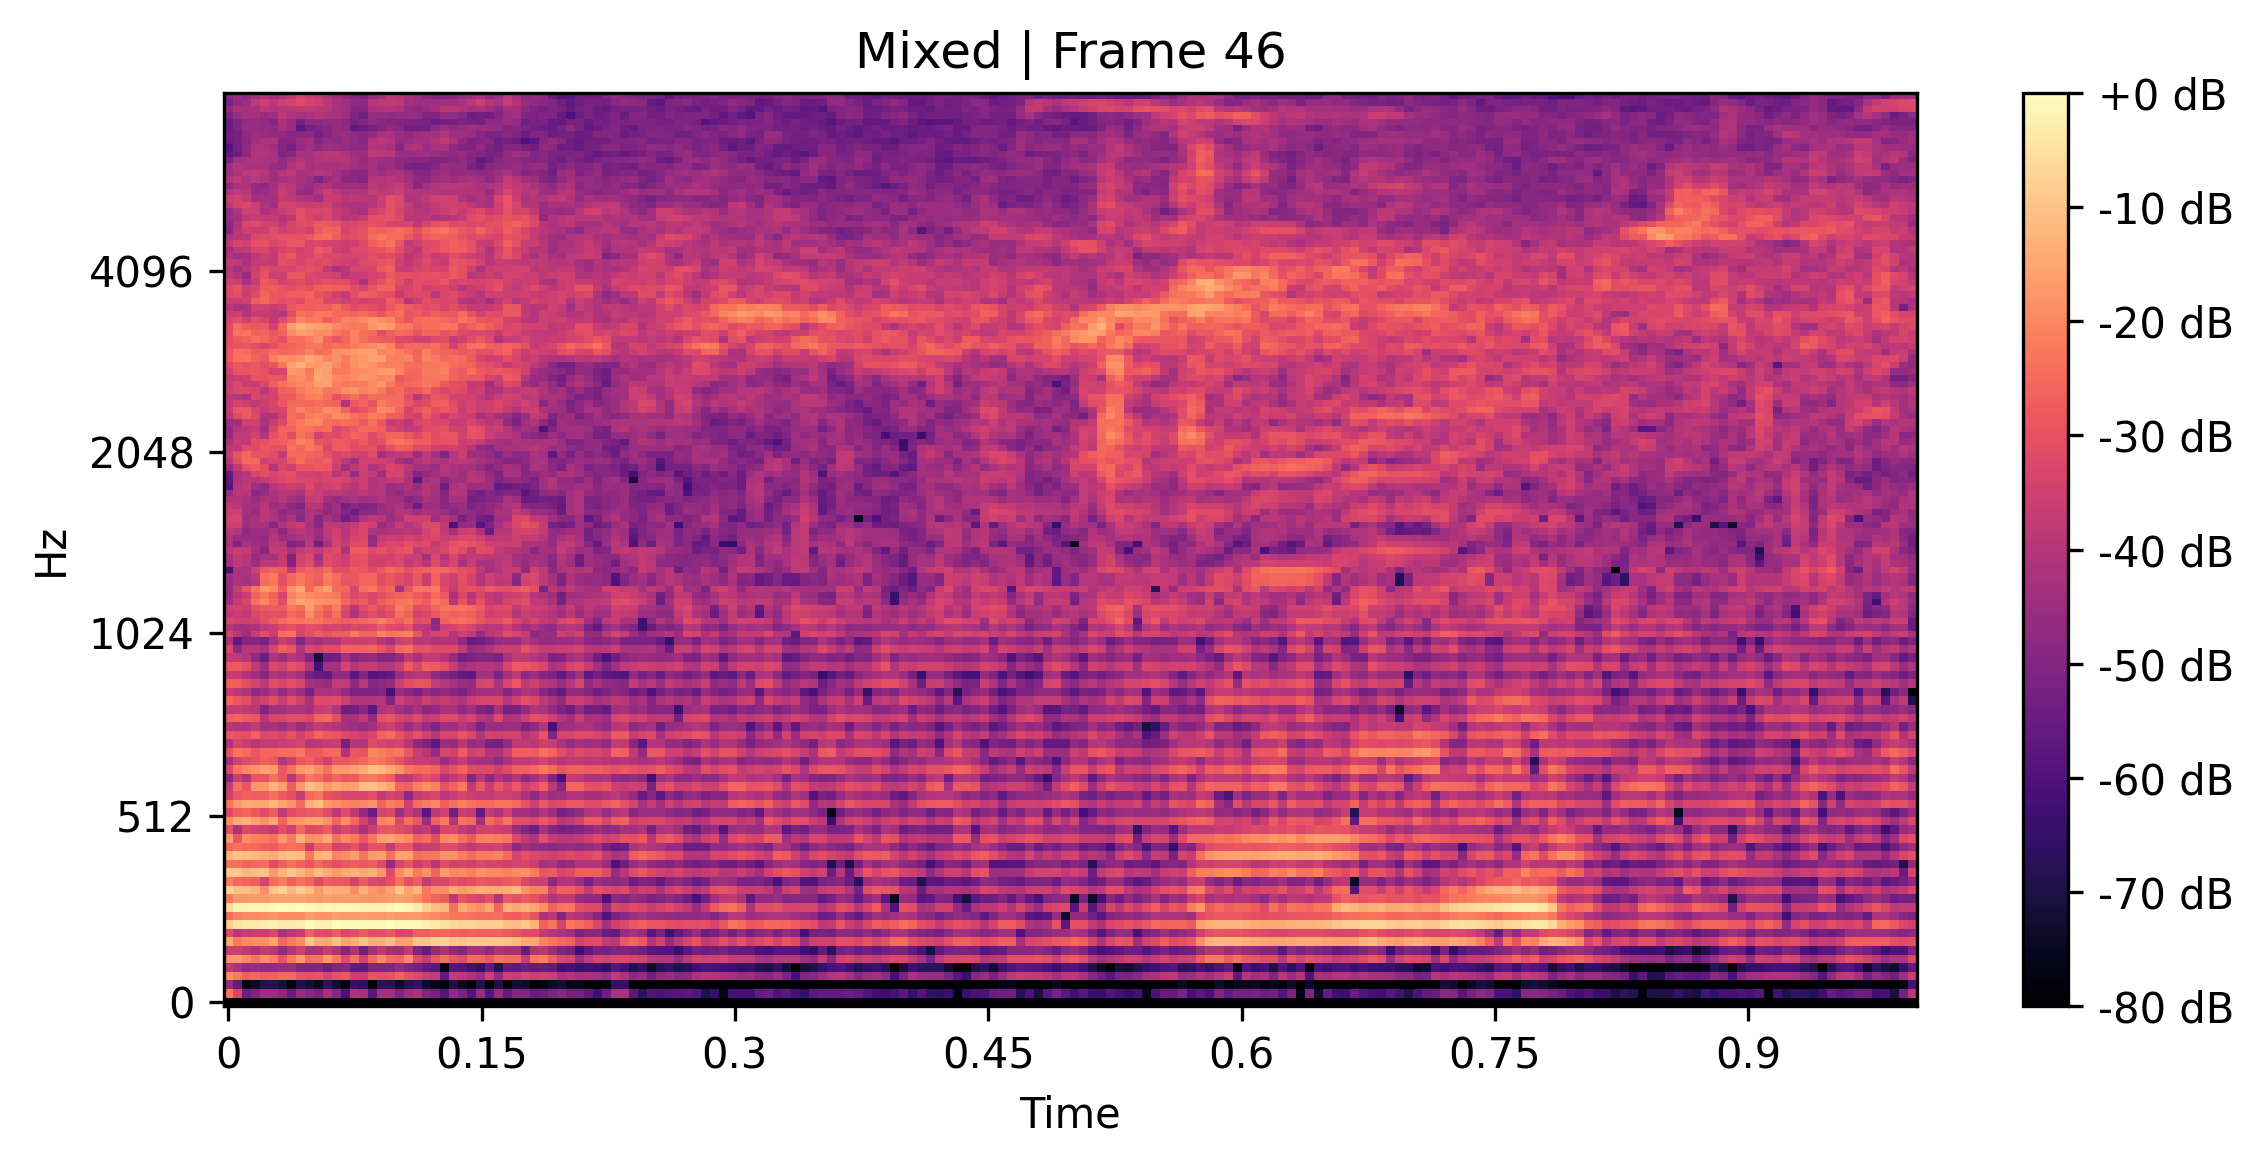 Mixed | Frame 46
+0 dB
-10 dB
-20 dB
-30 dB
-40 dB
-50 dB
-60 dB
-70 dB
-80 dB
Hz
4096
2048
1024
512
0
0 0.15 0.3 0.45 0.6 0.75 0.9
Time